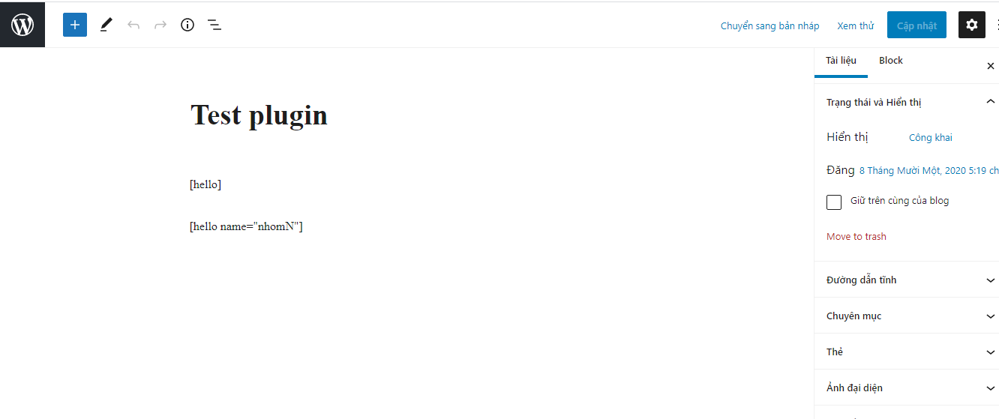 Chuyển sang bản nháp Xem thử Cập nhật
Tài liệu Block
Trạng thái và Hiển thị
Test plugin
Hiển thị Công khai
Đăng 8 Tháng Mười Một, 2020 5:19 ch
[hello]
Giữ trên cùng của blog
[hello name="nhomN"]
Move to trash
Đường dẫn tĩnh
Chuyên mục
Thẻ
Ảnh đại diện